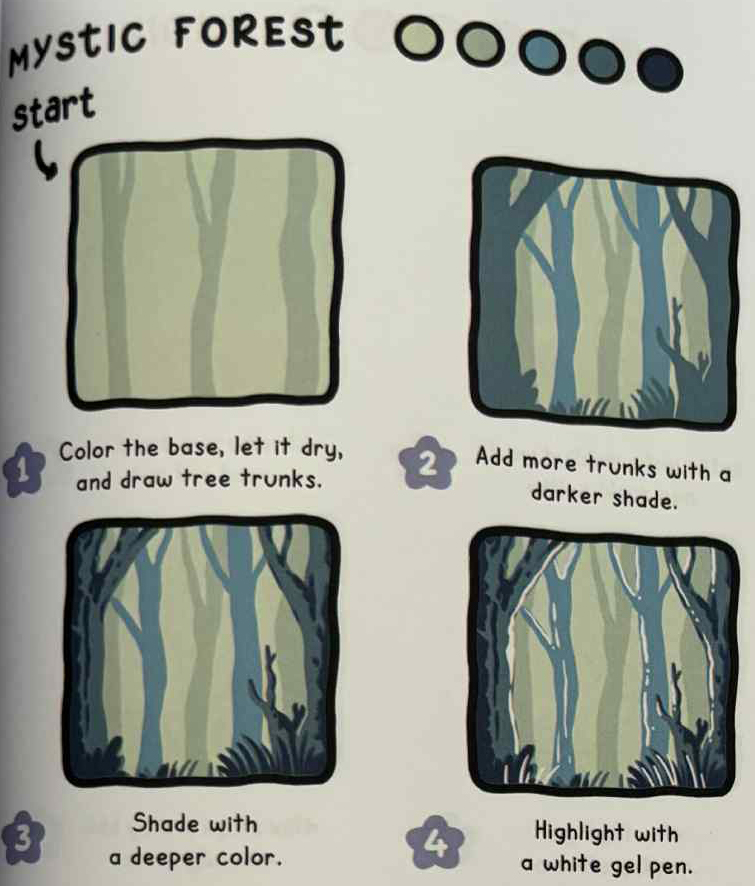 MYSTIC FOREST
start
1 Color the base, let it dry,
and draw tree trunks.
2 Add more trunks with a
darker shade.
3 Shade with
a deeper color.
4 Highlight with
a white gel pen.